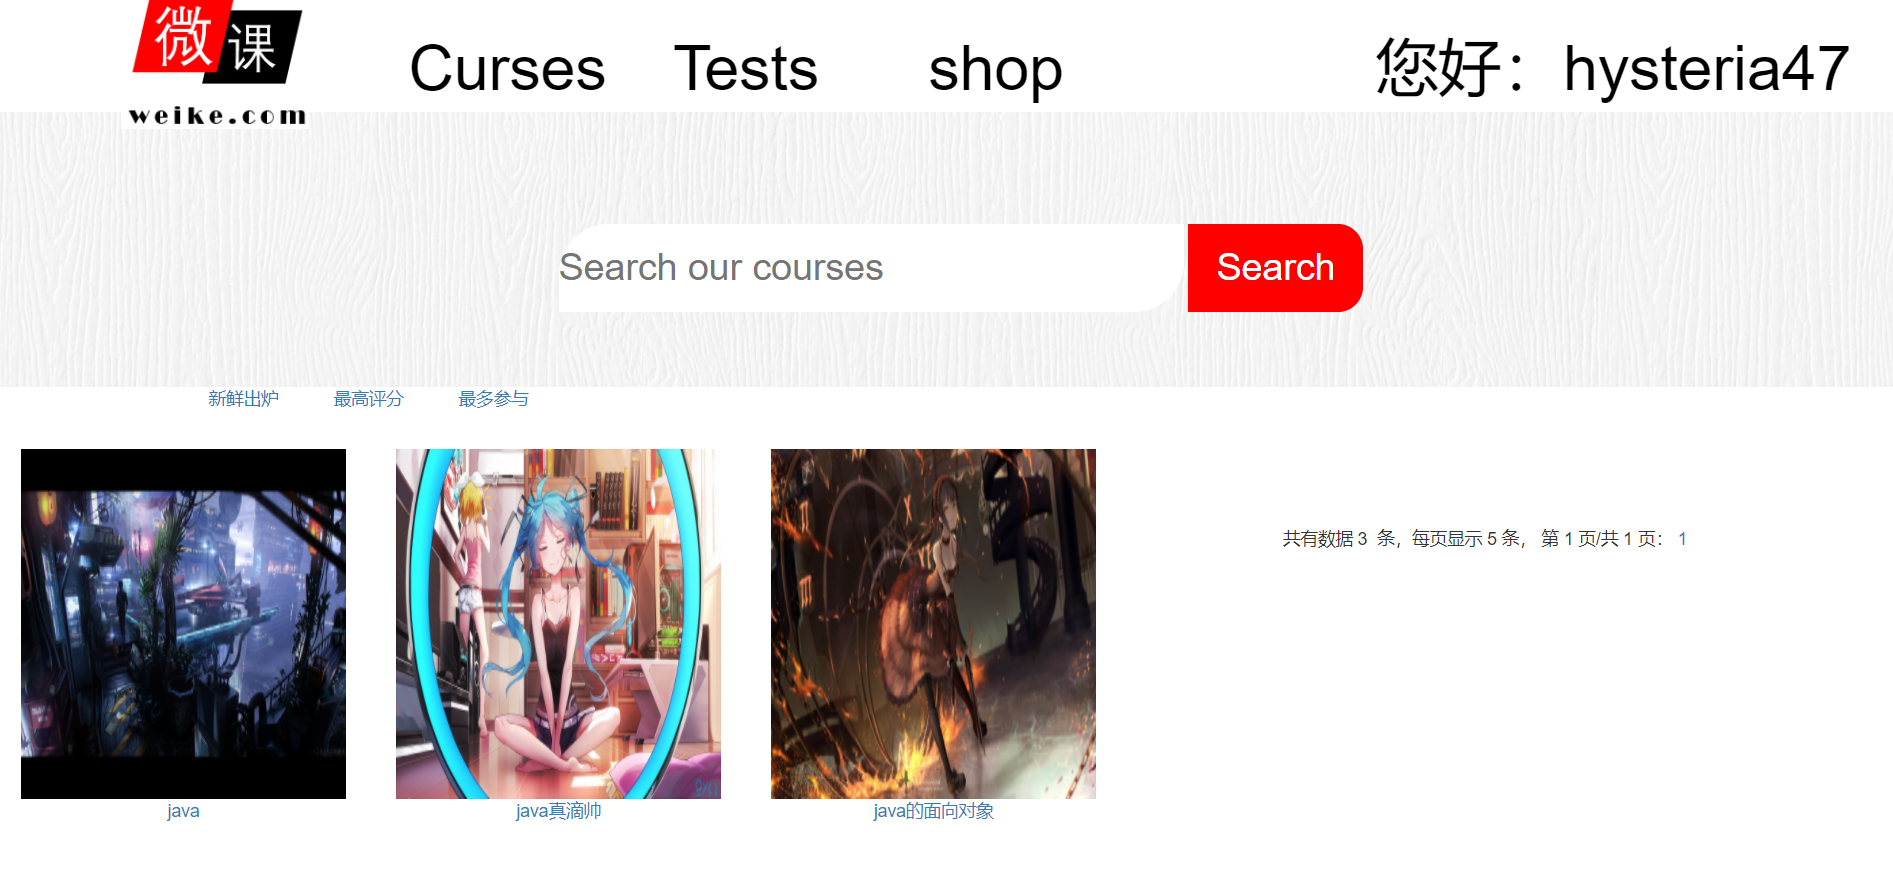 微课
weike.com
Curses Tests shop 您好：hysteria47
Search our courses Search
新鲜出炉 最高评分 最多参与
共有数据 3 条，每页显示 5 条， 第 1 页/共 1 页： 1
java java真滴帅 java的面向对象